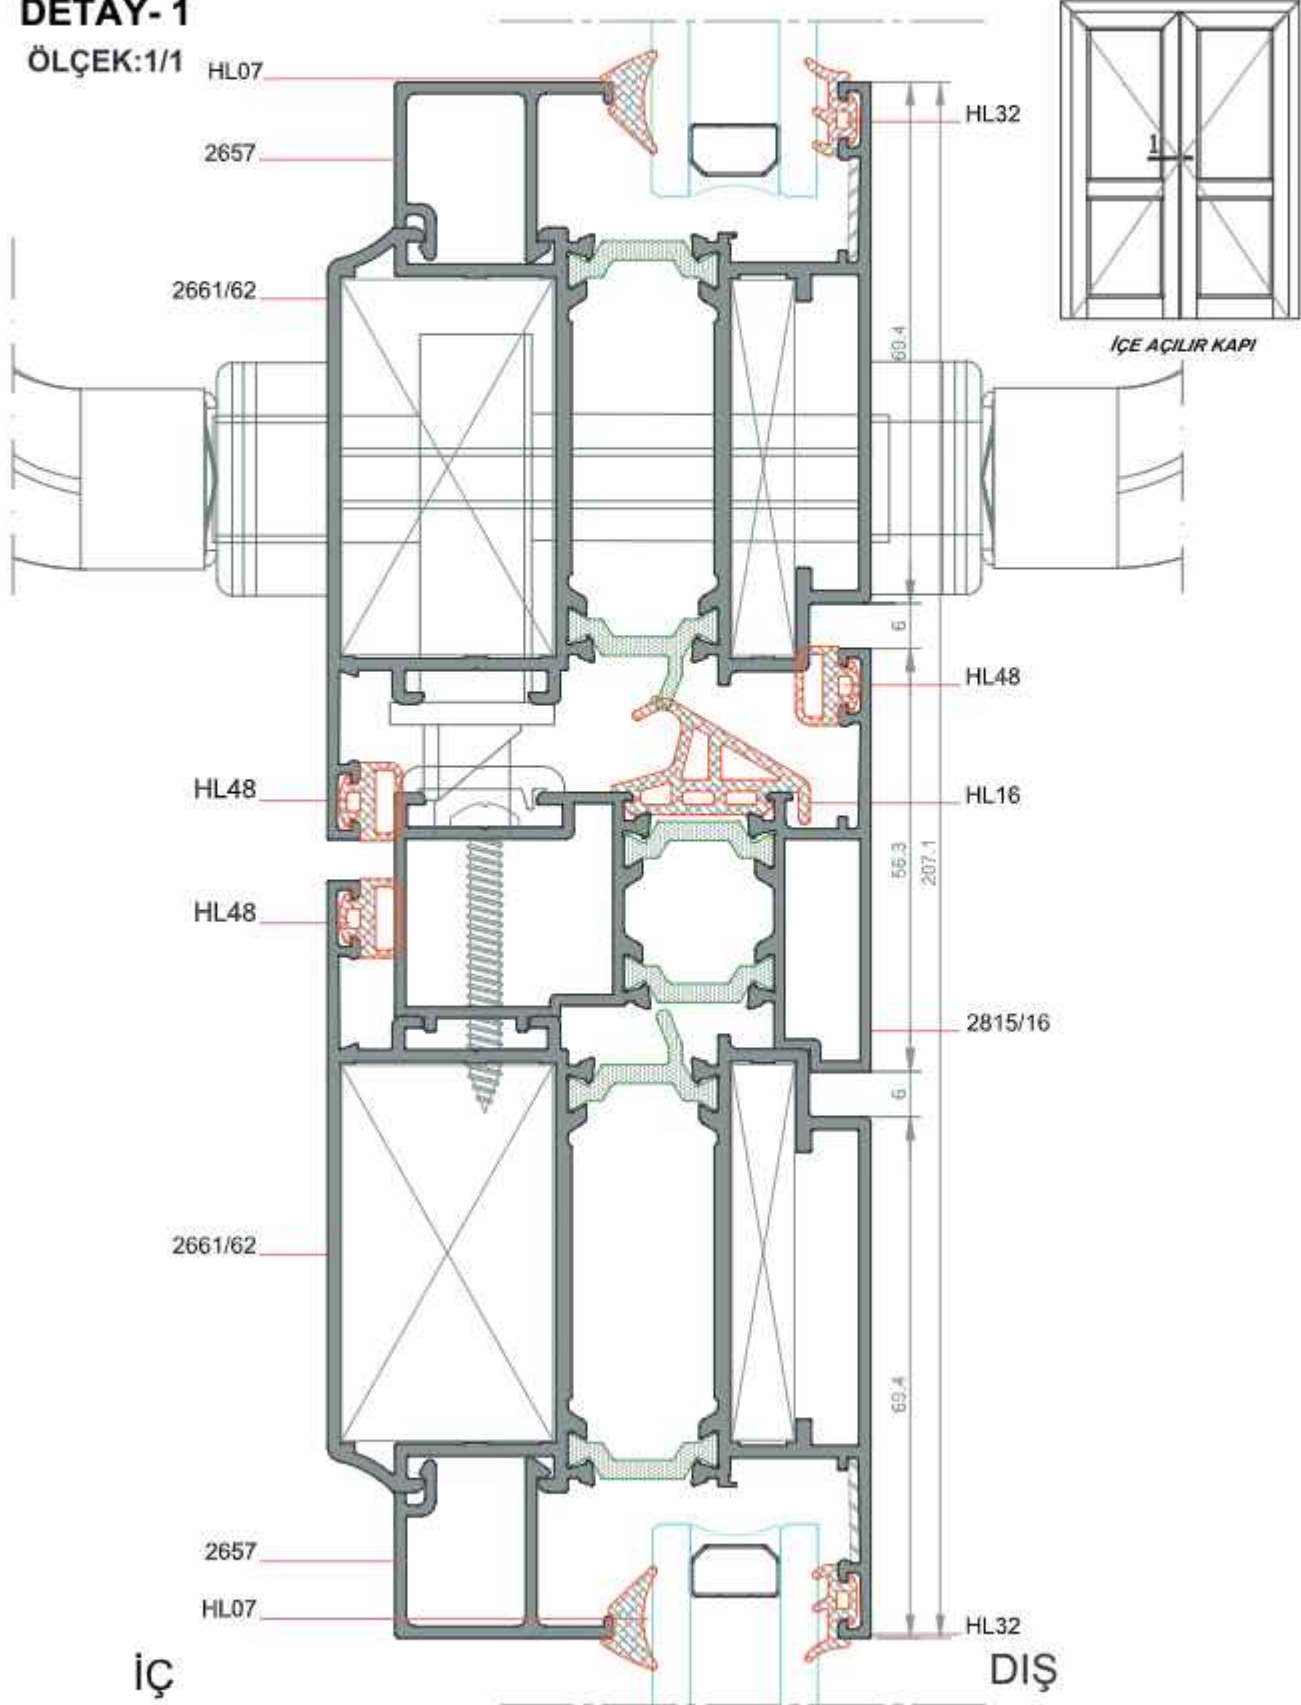 DETAY- 1
ÖLÇEK:1/1
HL07
HL32
2657
1
2661/62
İÇE AÇILIR KAPI
69.4
6
HL48
HL48
HL16
56.3
207.1
HL48
2815/16
6
2661/62
69.4
2657
HL07
HL32
İÇ
DIŞ